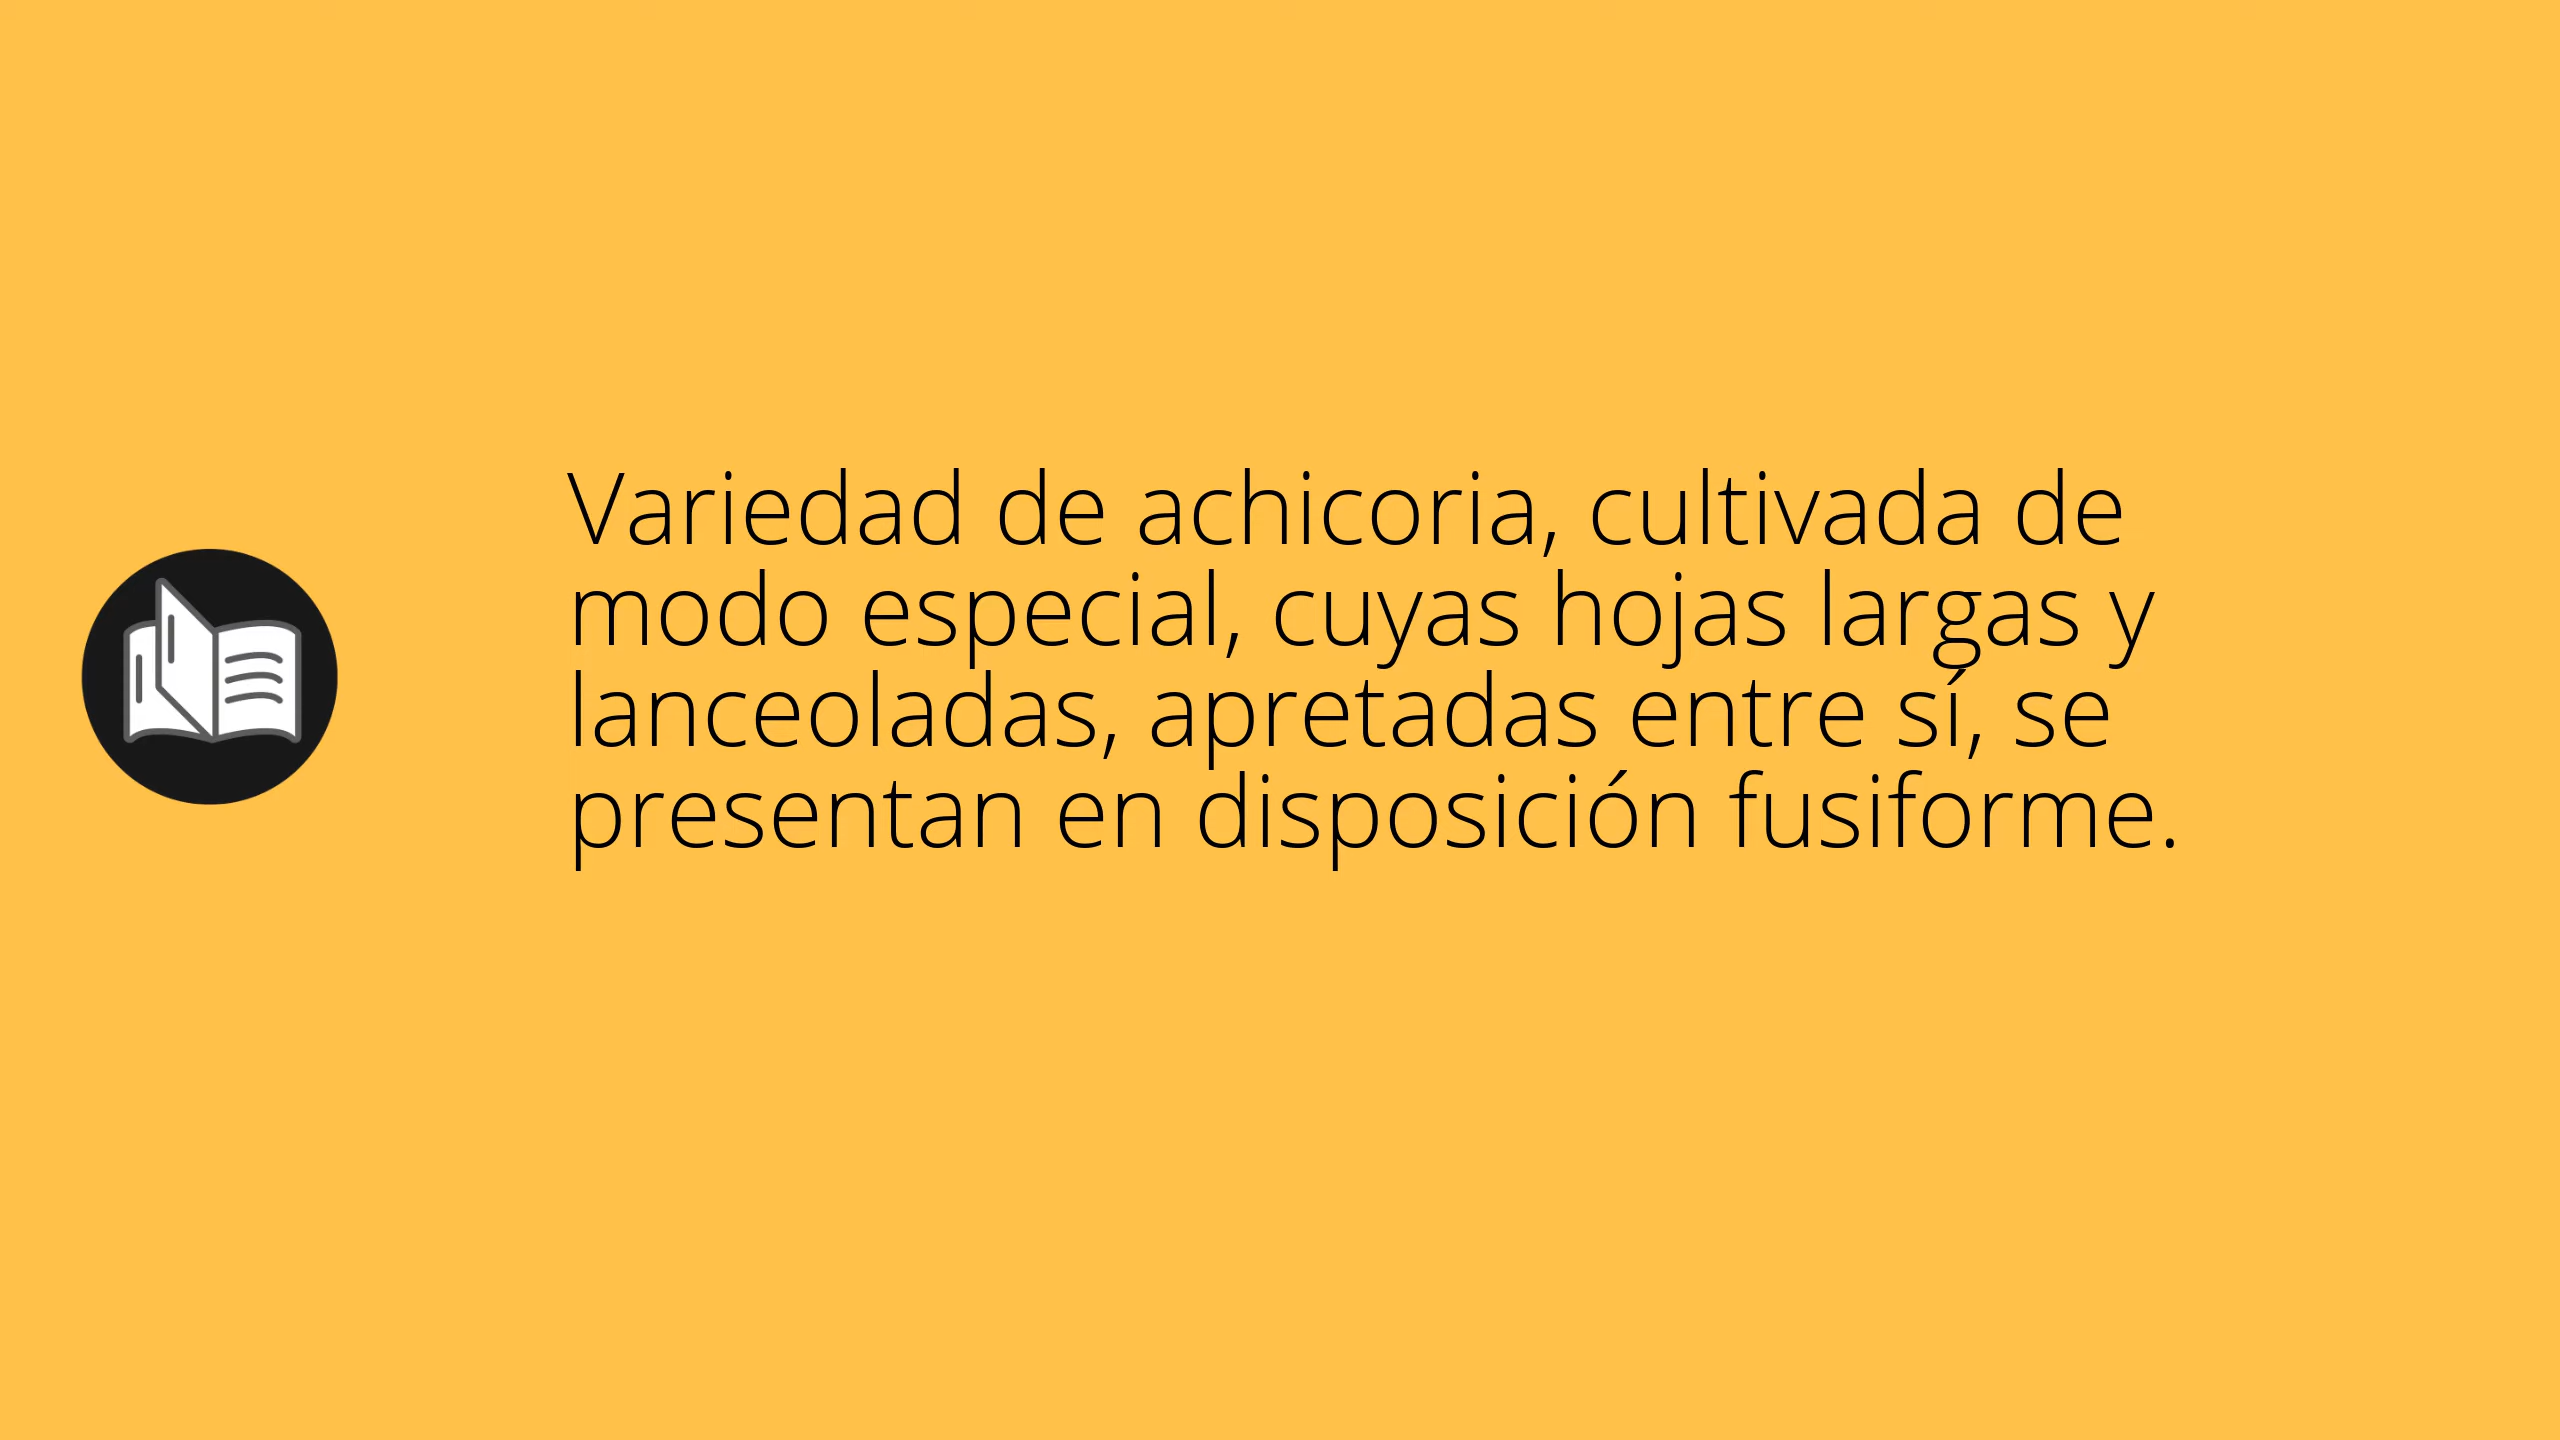 Variedad de achicoria, cultivada de
modo especial, cuyas hojas largas y
lanceoladas, apretadas entre sí, se
presentan en disposición fusiforme.